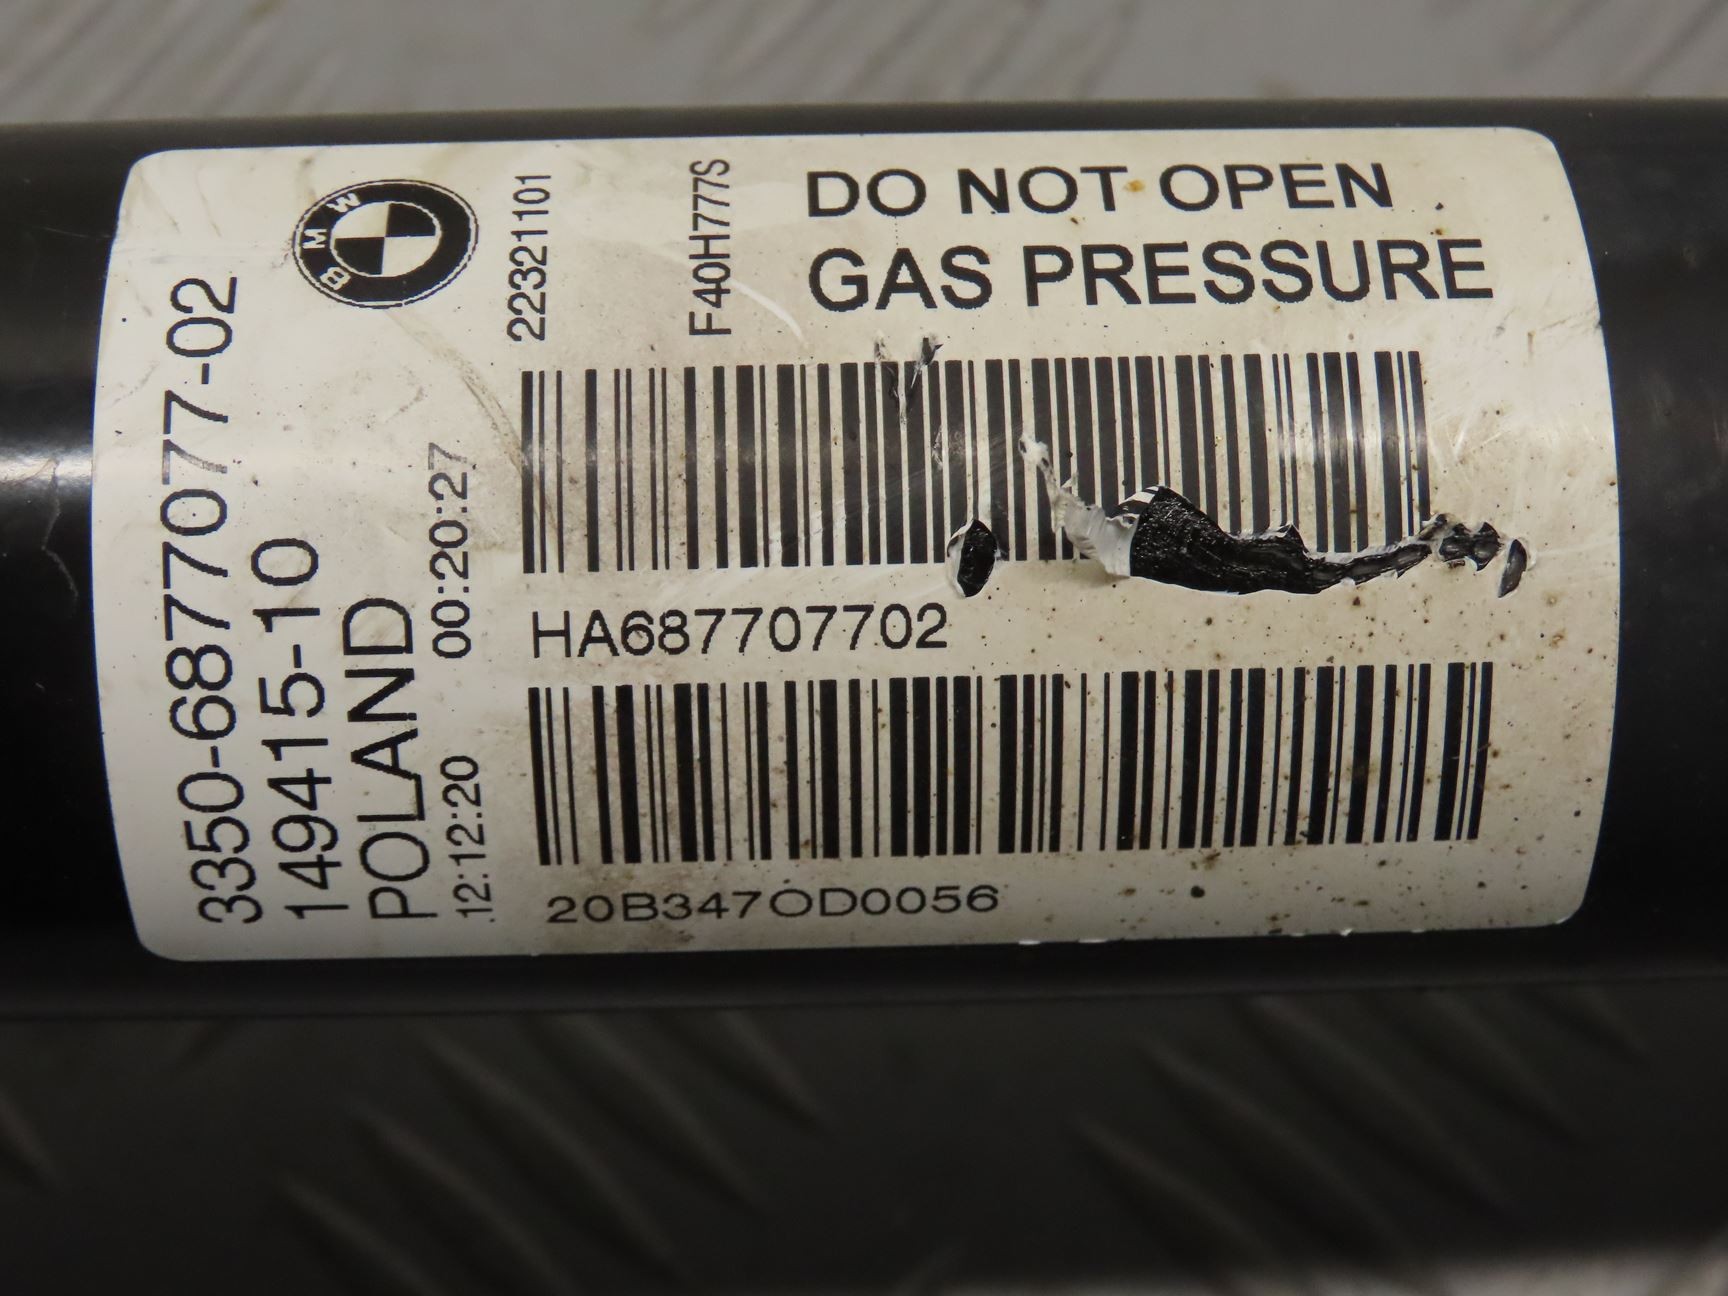 DO NOT OPEN
GAS PRESSURE
BMW
22321101
F40H777S
3350-6877077-02
149415-10
POLAND
12:12:20 00:20:27
HA687707702
20B347OD0056